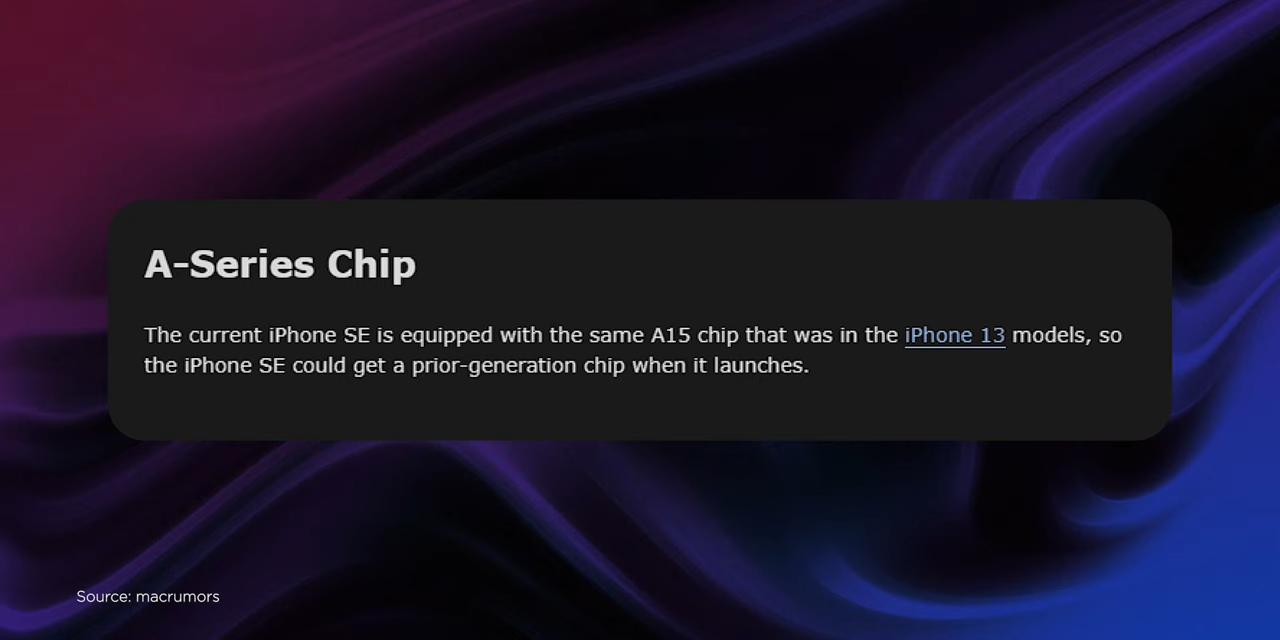 A-Series Chip
The current iPhone SE is equipped with the same A15 chip that was in the iPhone 13 models, so
the iPhone SE could get a prior-generation chip when it launches.
Source: macrumors